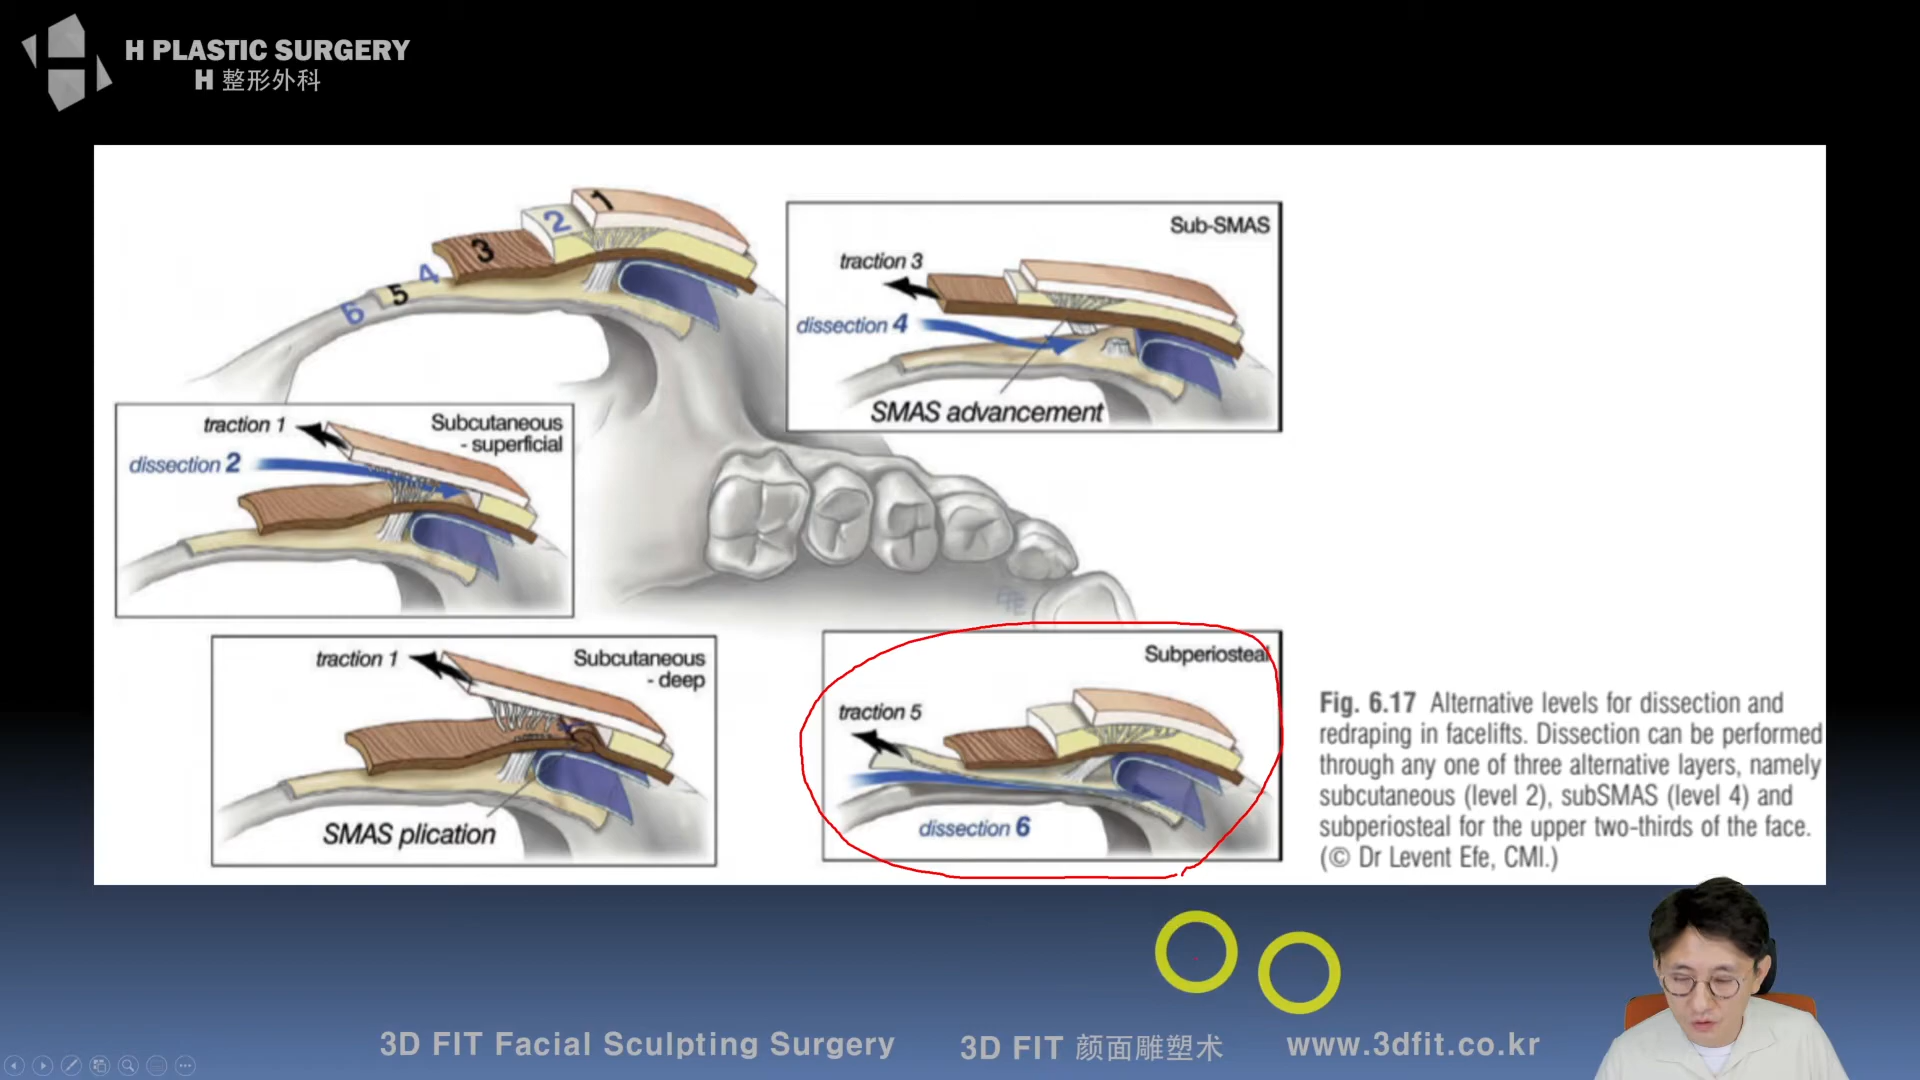 H PLASTIC SURGERY
H 整形外科
1
2
3
4
5
6
Sub-SMAS
traction 3
dissection 4
SMAS advancement
traction 1
Subcutaneous
- superficial
dissection 2
traction 1
Subcutaneous
- deep
SMAS plication
Subperiosteal
traction 5
dissection 6
Fig. 6.17 Alternative levels for dissection and
redraping in facelifts. Dissection can be performed
through any one of three alternative layers, namely
subcutaneous (level 2), subSMAS (level 4) and
subperiosteal for the upper two-thirds of the face.
(© Dr Levent Efe, CMI.)
3D FIT Facial Sculpting Surgery
3D FIT 颜面雕塑术
www.3dfit.co.kr